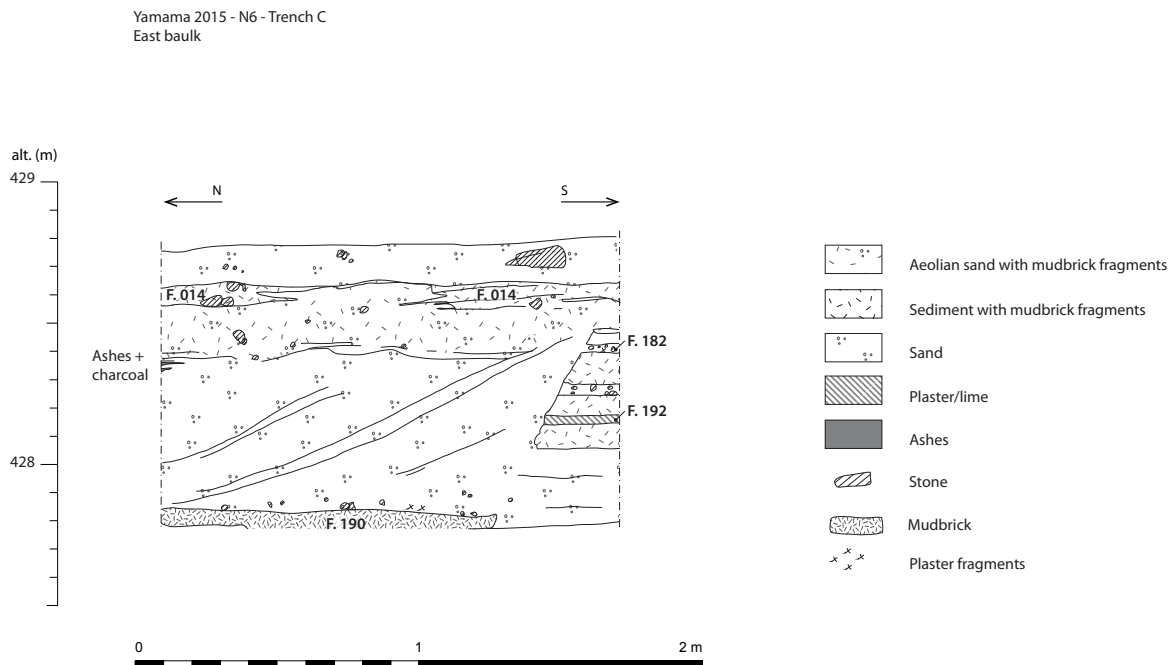 Yamama 2015 - N6 - Trench C
East baulk
alt. (m)
429
N
S
F. 014
F. 014
F. 182
Ashes +
charcoal
F. 192
428
F. 190
Aeolian sand with mudbrick fragments
Sediment with mudbrick fragments
Sand
Plaster/lime
Ashes
Stone
Mudbrick
Plaster fragments
0
1
2 m